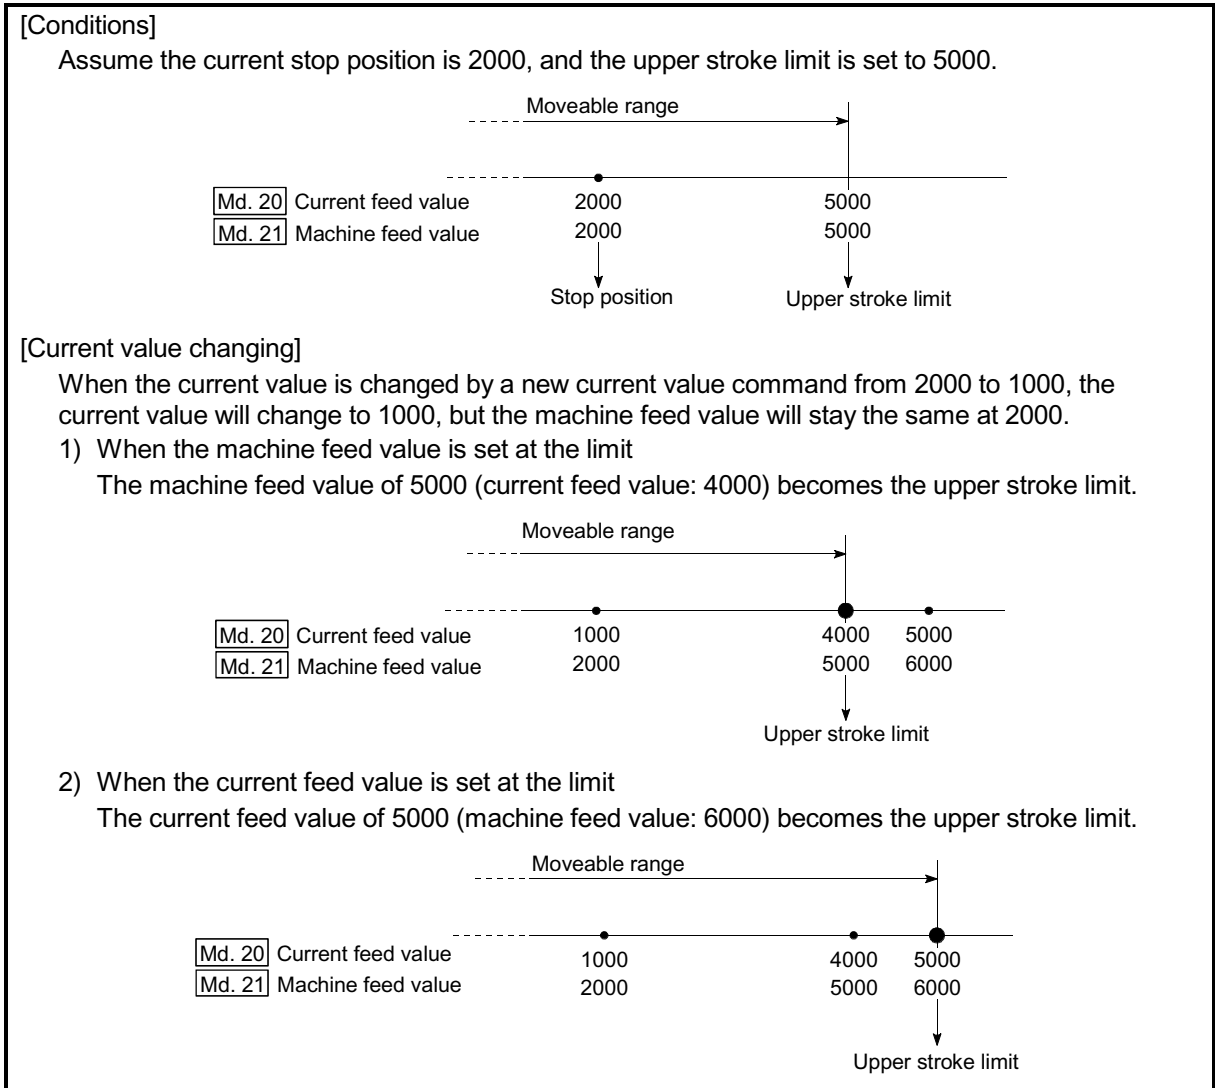 [Conditions]
Assume the current stop position is 2000, and the upper stroke limit is set to 5000.
Moveable range
Md. 20 Current feed value 2000 5000
Md. 21 Machine feed value 2000 5000
Stop position Upper stroke limit
[Current value changing]
When the current value is changed by a new current value command from 2000 to 1000, the
current value will change to 1000, but the machine feed value will stay the same at 2000.
1) When the machine feed value is set at the limit
The machine feed value of 5000 (current feed value: 4000) becomes the upper stroke limit.
Moveable range
Md. 20 Current feed value 1000 4000 5000
Md. 21 Machine feed value 2000 5000 6000
Upper stroke limit
2) When the current feed value is set at the limit
The current feed value of 5000 (machine feed value: 6000) becomes the upper stroke limit.
Moveable range
Md. 20 Current feed value 1000 4000 5000
Md. 21 Machine feed value 2000 5000 6000
Upper stroke limit